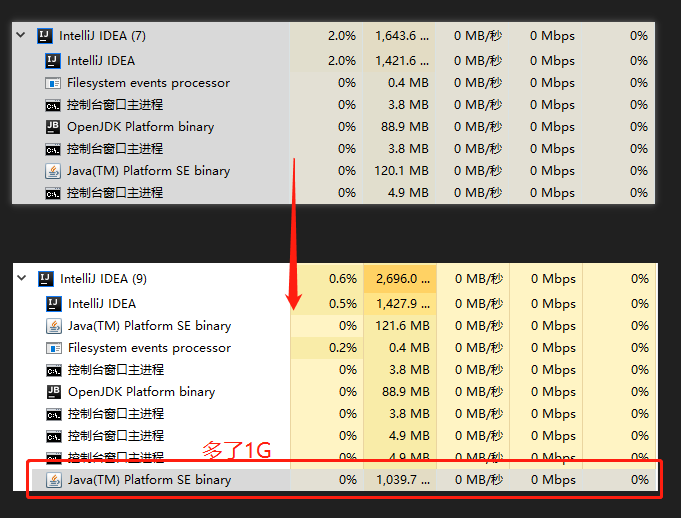 IntelliJ IDEA (7) 2.0% 1,643.6 ... 0 MB/秒 0 Mbps 0%
IntelliJ IDEA 2.0% 1,421.6 ... 0 MB/秒 0 Mbps 0%
Filesystem events processor 0% 0.4 MB 0 MB/秒 0 Mbps 0%
控制台窗口主进程 0% 3.8 MB 0 MB/秒 0 Mbps 0%
OpenJDK Platform binary 0% 88.9 MB 0 MB/秒 0 Mbps 0%
控制台窗口主进程 0% 3.8 MB 0 MB/秒 0 Mbps 0%
Java(TM) Platform SE binary 0% 120.1 MB 0 MB/秒 0 Mbps 0%
控制台窗口主进程 0% 4.9 MB 0 MB/秒 0 Mbps 0%
IntelliJ IDEA (9) 0.6% 2,696.0 ... 0 MB/秒 0 Mbps 0%
IntelliJ IDEA 0.5% 1,427.9 ... 0 MB/秒 0 Mbps 0%
Java(TM) Platform SE binary 0% 121.6 MB 0 MB/秒 0 Mbps 0%
Filesystem events processor 0.2% 0.4 MB 0 MB/秒 0 Mbps 0%
控制台窗口主进程 0% 3.8 MB 0 MB/秒 0 Mbps 0%
OpenJDK Platform binary 0% 88.9 MB 0 MB/秒 0 Mbps 0%
控制台窗口主进程 0% 3.8 MB 0 MB/秒 0 Mbps 0%
控制台窗口主进程 0% 4.9 MB 0 MB/秒 0 Mbps 0%
多了1G
控制台窗口主进程 0% 4.9 MB 0 MB/秒 0 Mbps 0%
Java(TM) Platform SE binary 0% 1,039.7 ... 0 MB/秒 0 Mbps 0%